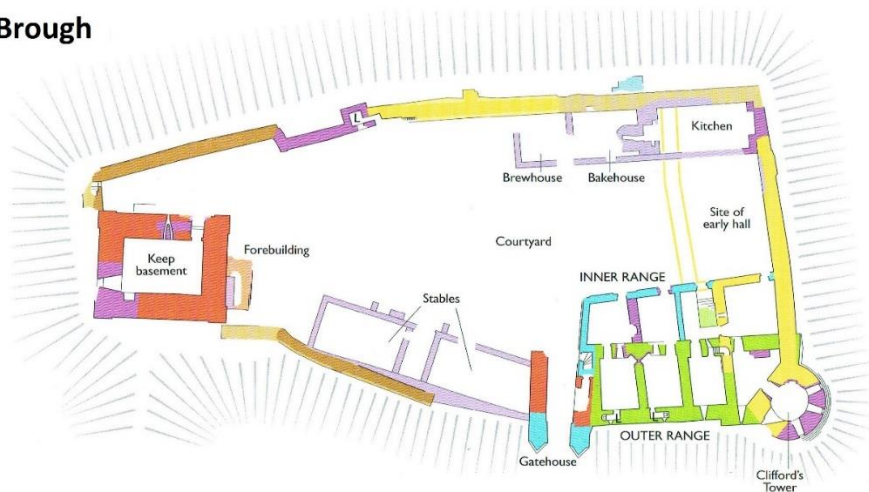 Brough
L
Kitchen
Brewhouse
Bakehouse
Site of
early hall
Courtyard
Forebuilding
Keep
basement
INNER RANGE
Stables
L
L
OUTER RANGE
Gatehouse
Clifford's
Tower